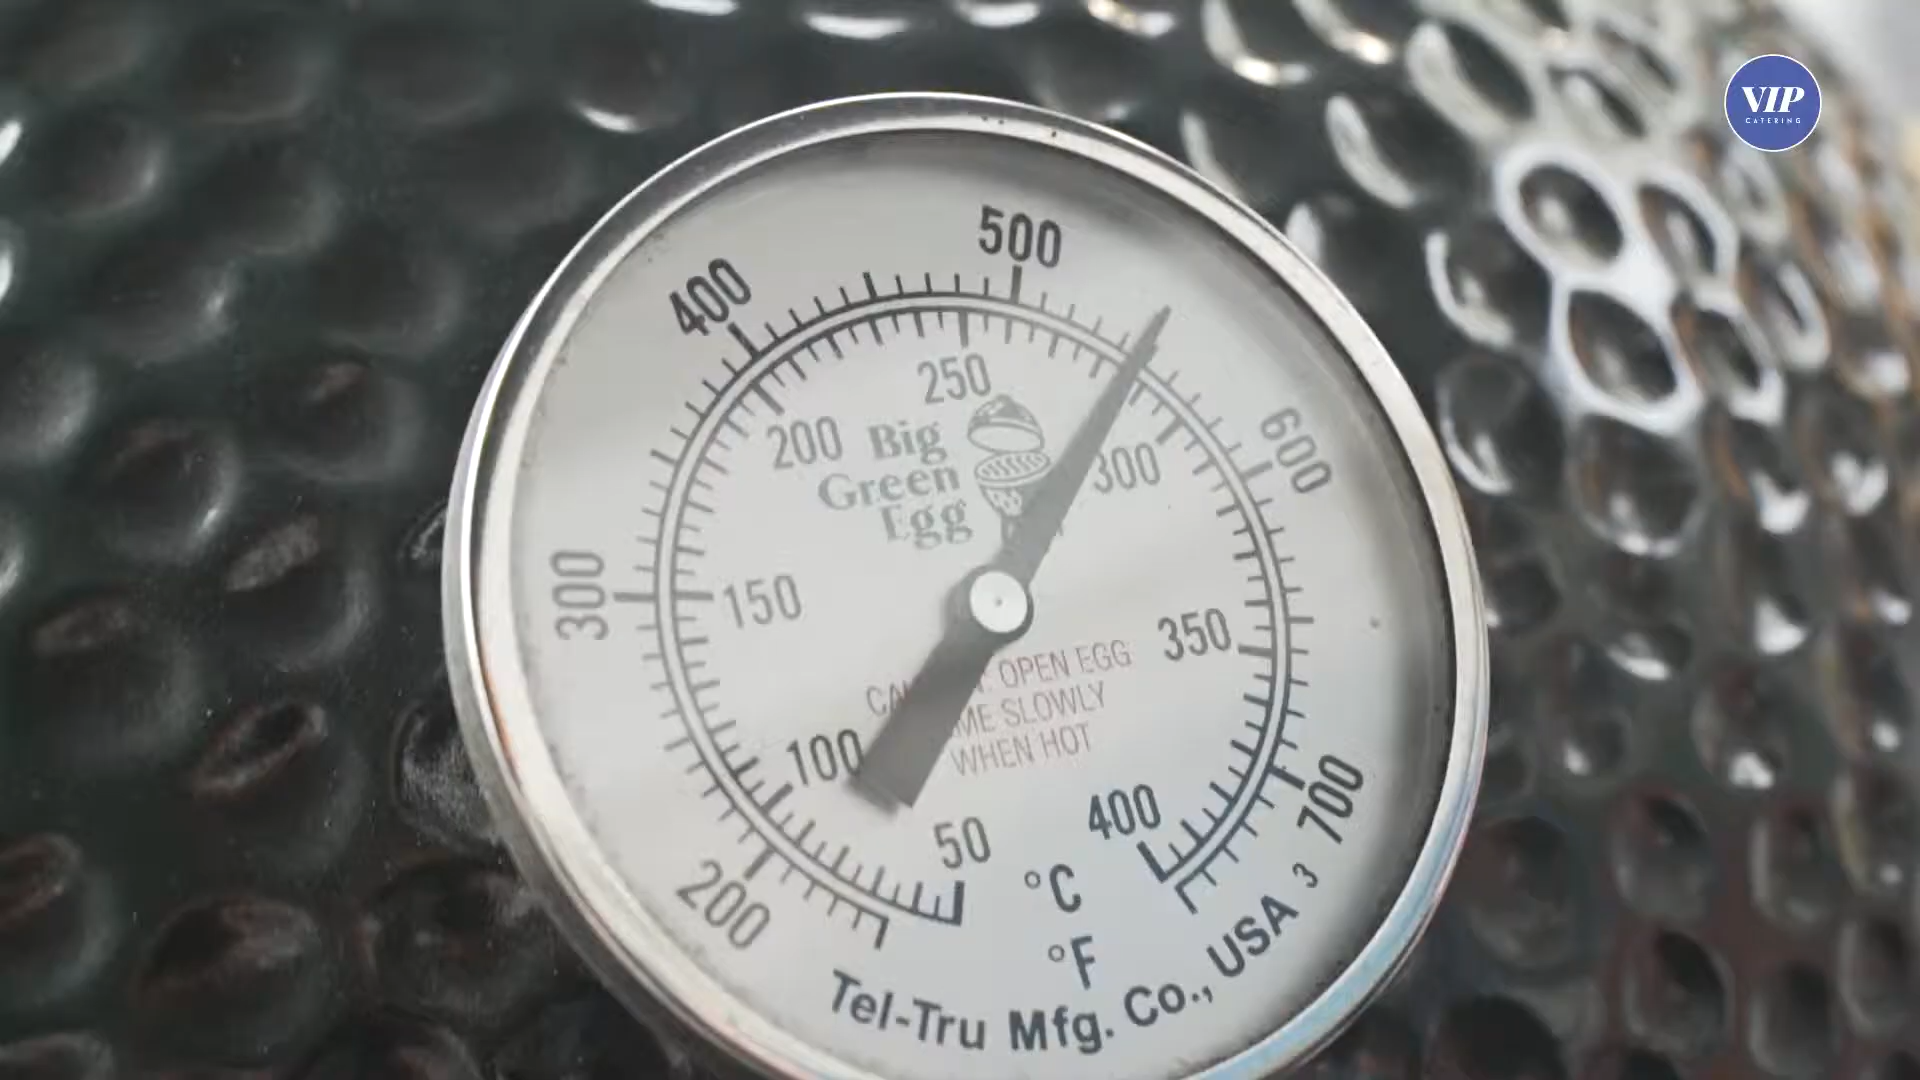 VIP
CATERING
500
400
600
250
200
300
Big
Green
Egg
300
150
350
OPEN EGG
SLOWLY
WHEN HOT
100
50
400
700
200
°C
°F
3
Tel-Tru Mfg. Co., USA